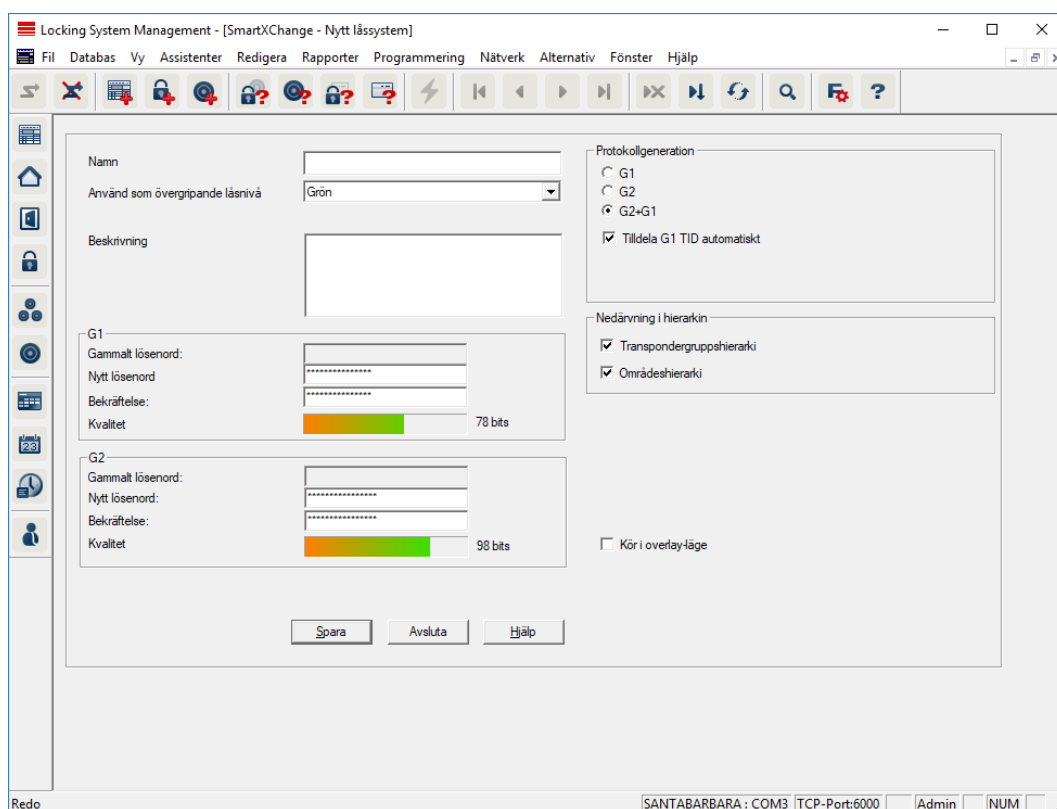 Locking System Management - [SmartXChange - Nytt låssystem]
Fil Databas Vy Assistenter Redigera Rapporter Programmering Nätverk Alternativ Fönster Hjälp
Namn
Använd som övergripande låsnivå
Grön
Beskrivning
G1
Gammalt lösenord:
Nytt lösenord
***************
Bekräftelse:
***************
Kvalitet
78 bits
G2
Gammalt lösenord:
Nytt lösenord:
****************
Bekräftelse:
****************
Kvalitet
98 bits
Spara Avsluta Hjälp
Protokollgeneration
G1
G2
G2+G1
Tilldela G1 TID automatiskt
Nedärvning i hierarkin
Transpondergruppshierarki
Områdeshierarki
Kör i overlay-läge
Redo SANTABARBARA : COM3 TCP-Port:6000 Admin NUM